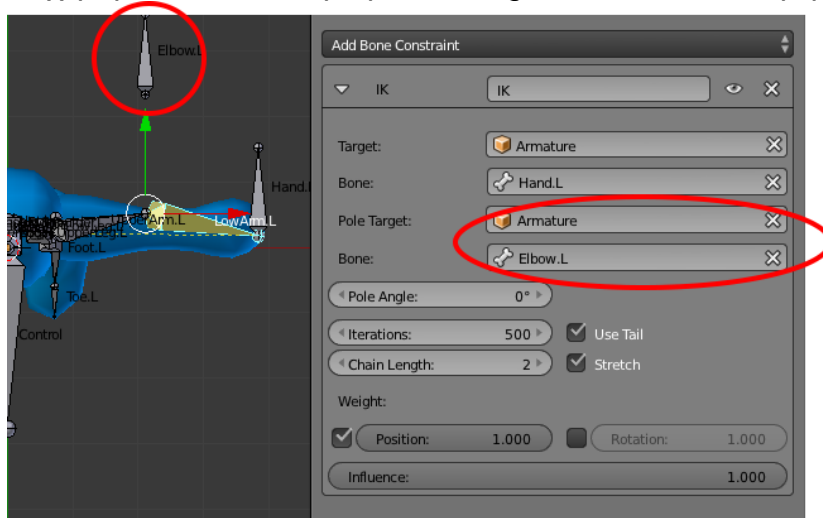 Elbow.L
Hand.l
Arm.L
LowArm.L
Foot.L
Toe.L
Control
Add Bone Constraint
IK
IK
Target:
Armature
Bone:
Hand.L
Pole Target:
Armature
Bone:
Elbow.L
Pole Angle: 0°
Iterations: 500
Use Tail
Chain Length: 2
Stretch
Weight:
Position: 1.000
Rotation: 1.00
Influence: 1.000